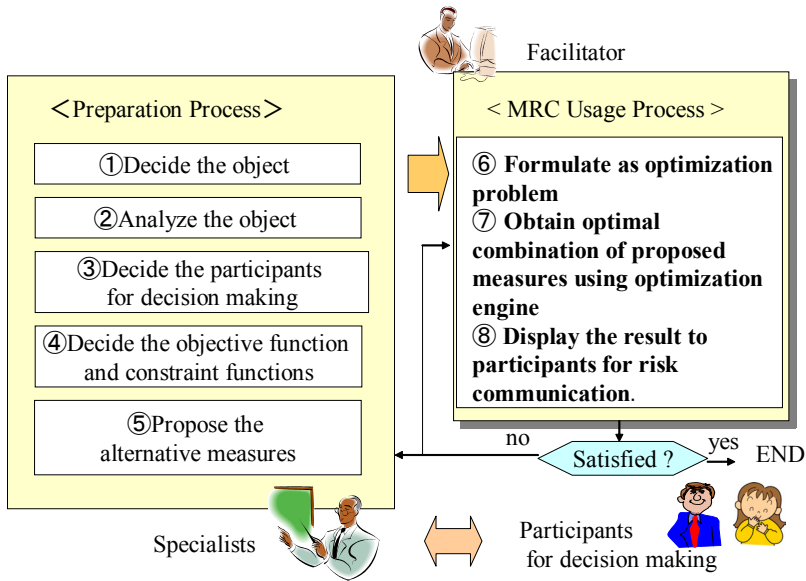 Facilitator
＜Preparation Process＞
①Decide the object
②Analyze the object
③Decide the participants
for decision making
④Decide the objective function
and constraint functions
⑤Propose the
alternative measures
< MRC Usage Process >
⑥ Formulate as optimization
problem
⑦ Obtain optimal
combination of proposed
measures using optimization
engine
⑧ Display the result to
participants for risk
communication.
no
Satisfied ?
yes
END
Specialists
Participants
for decision making